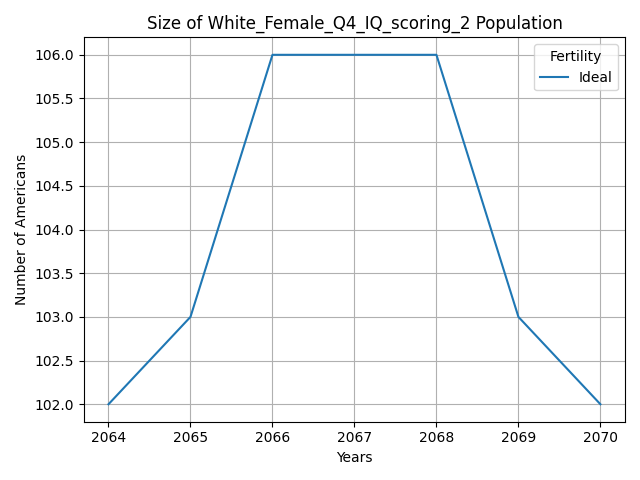 Size of White_Female_Q4_IQ_scoring_2 Population
Fertility
Ideal
Number of Americans
106.0
105.5
105.0
104.5
104.0
103.5
103.0
102.5
102.0
2064 2065 2066 2067 2068 2069 2070
Years